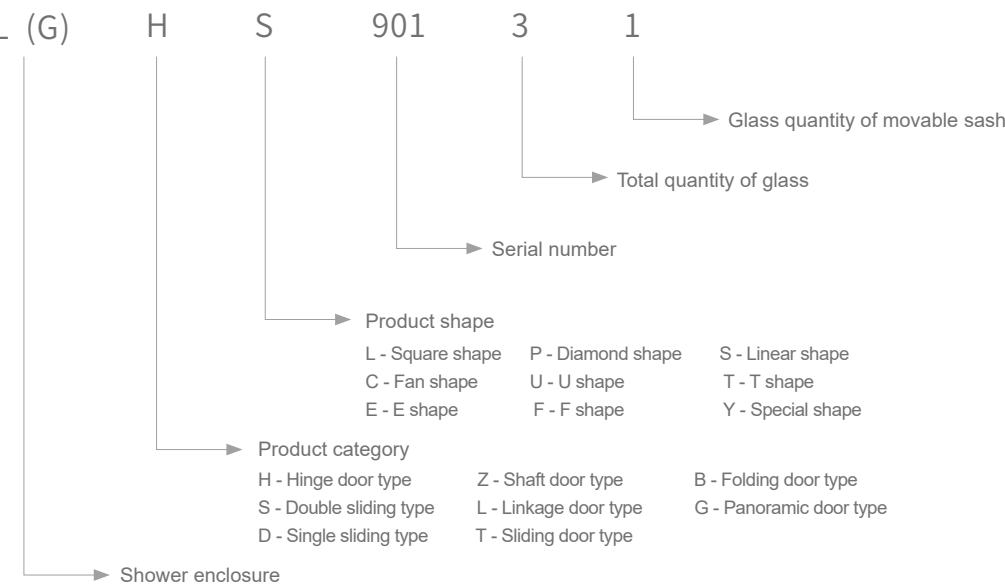 L (G) H S 901 3 1
Glass quantity of movable sash
Total quantity of glass
Serial number
Product shape
L - Square shape P - Diamond shape S - Linear shape
C - Fan shape U - U shape T - T shape
E - E shape F - F shape Y - Special shape
Product category
H - Hinge door type Z - Shaft door type B - Folding door type
S - Double sliding type L - Linkage door type G - Panoramic door type
D - Single sliding type T - Sliding door type
Shower enclosure